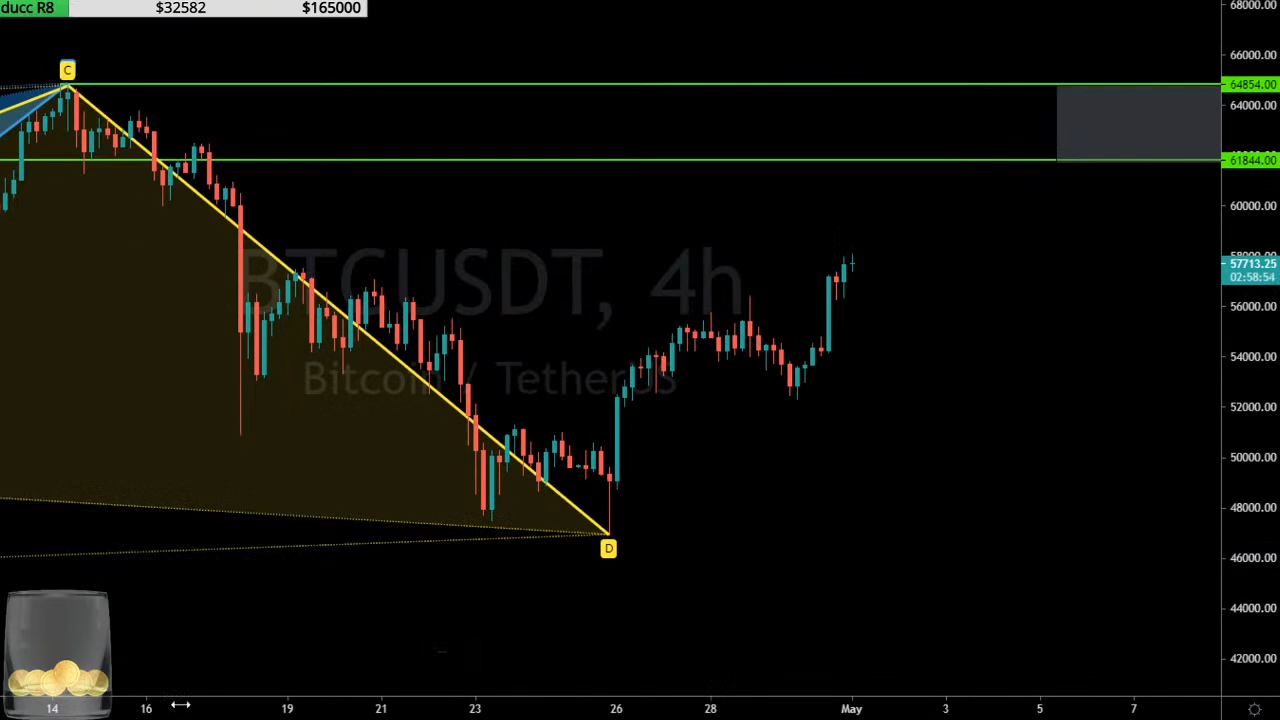 ducc R8 $32582 $165000
68000.00
66000.00
C
64854.00
64000.00
61844.00
60000.00
BTCUSDT, 4h
57713.25
02:58:54
56000.00
54000.00
Bitcoin / TetherUS
52000.00
50000.00
48000.00
D
46000.00
44000.00
42000.00
14 16 19 21 23 26 28 May 3 5 7